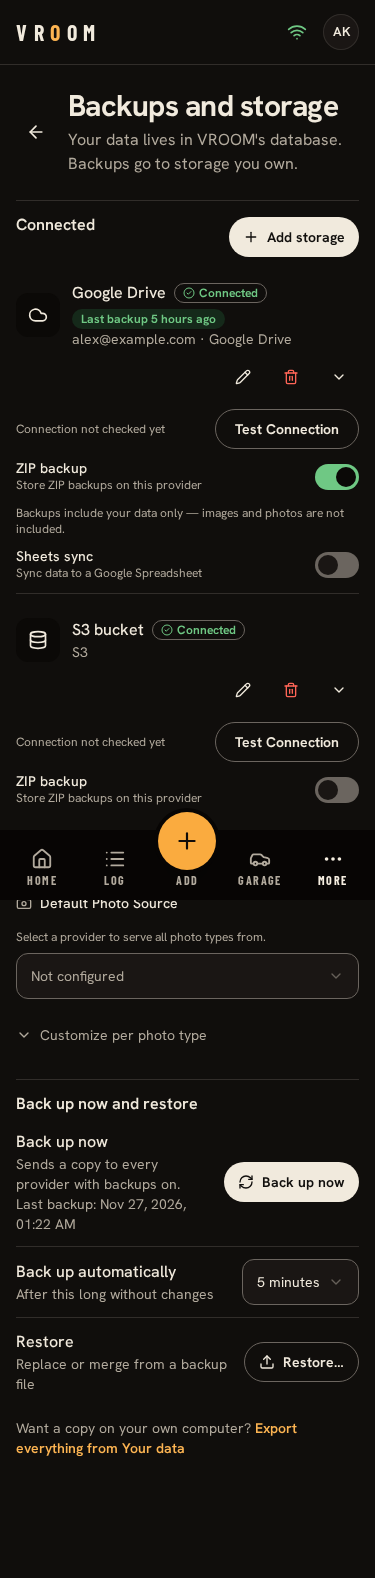 VROOM
AK
Backups and storage
Your data lives in VROOM's database.
Backups go to storage you own.
Connected
Add storage
Google Drive
Connected
Last backup 5 hours ago
alex@example.com · Google Drive
Connection not checked yet
Test Connection
ZIP backup
Store ZIP backups on this provider
Backups include your data only — images and photos are not
included.
Sheets sync
Sync data to a Google Spreadsheet
S3 bucket
Connected
S3
Connection not checked yet
Test Connection
ZIP backup
Store ZIP backups on this provider
HOME
LOG
ADD
GARAGE
MORE
Default Photo Source
Select a provider to serve all photo types from.
Not configured
Customize per photo type
Back up now and restore
Back up now
Sends a copy to every
provider with backups on.
Last backup: Nov 27, 2026,
01:22 AM
Back up now
Back up automatically
After this long without changes
5 minutes
Restore
Replace or merge from a backup
file
Restore...
Want a copy on your own computer? Export
everything from Your data